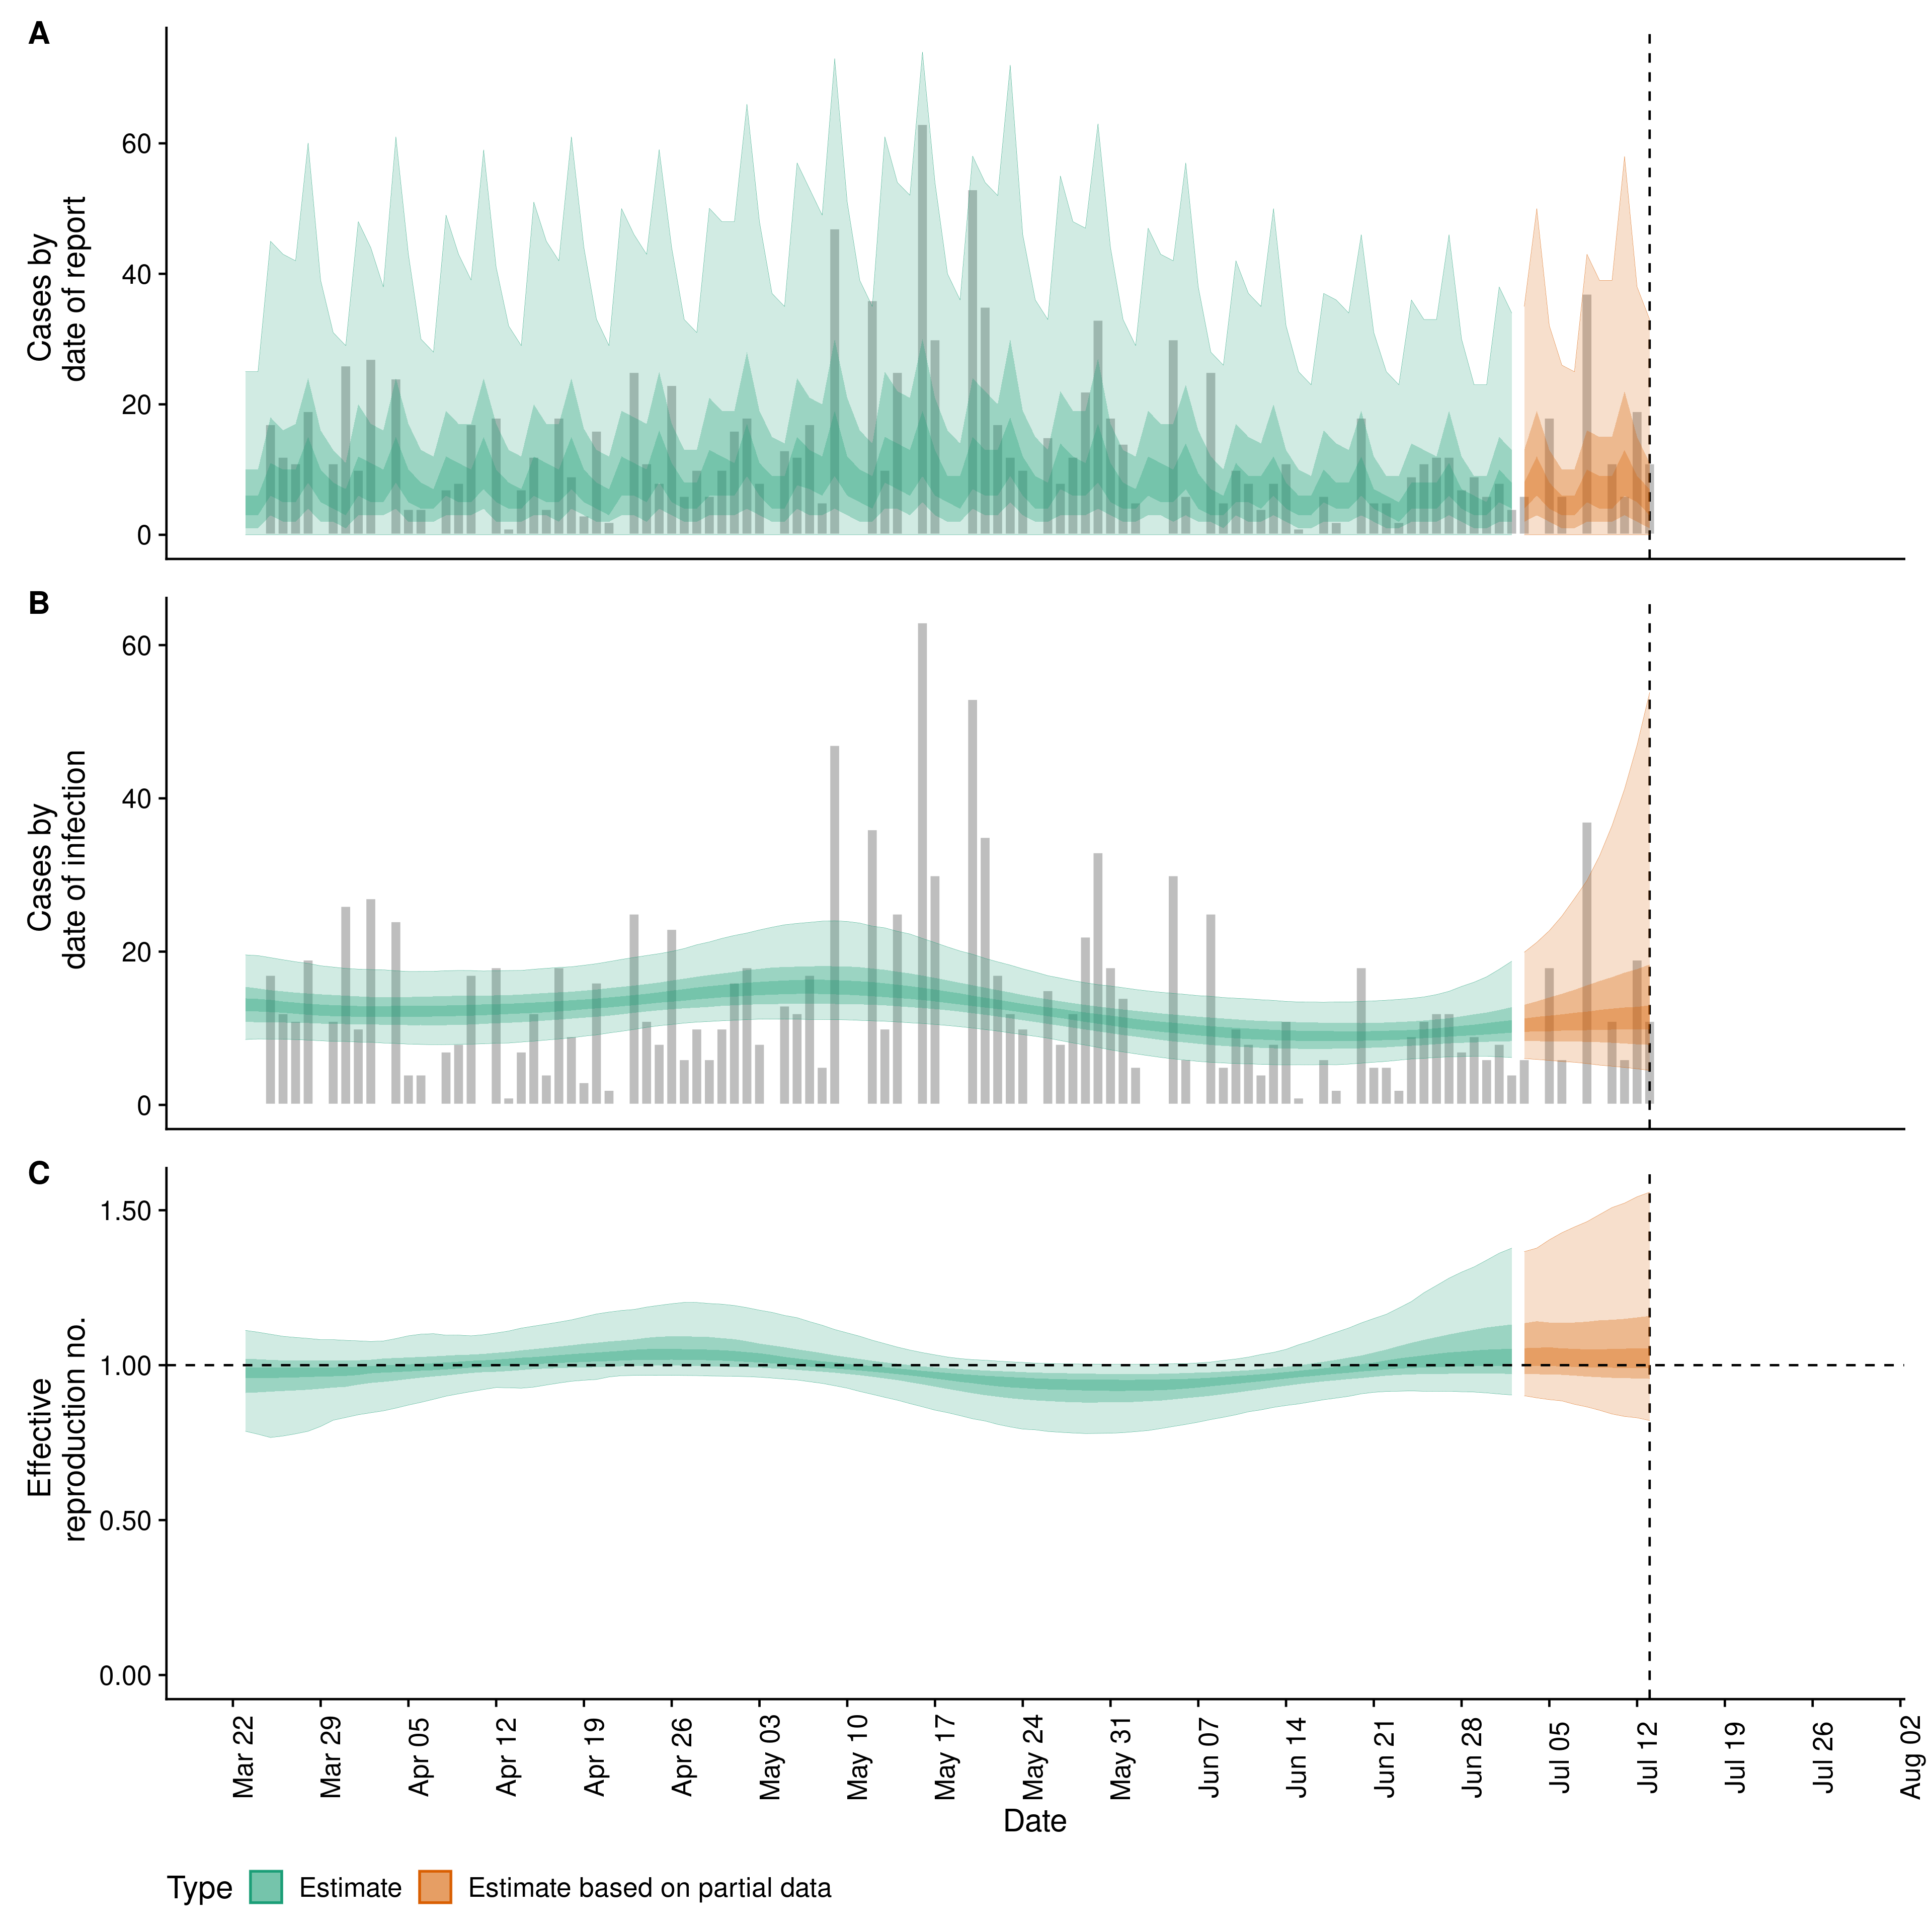 A
Cases by
date of report
60
40
20
0
B
Cases by
date of infection
60
40
20
0
C
Effective
reproduction no.
1.50
1.00
0.50
0.00
Mar 22
Mar 29
Apr 05
Apr 12
Apr 19
Apr 26
May 03
May 10
May 17
May 24
May 31
Jun 07
Jun 14
Jun 21
Jun 28
Jul 05
Jul 12
Jul 19
Jul 26
Aug 02
Date
Type Estimate Estimate based on partial data